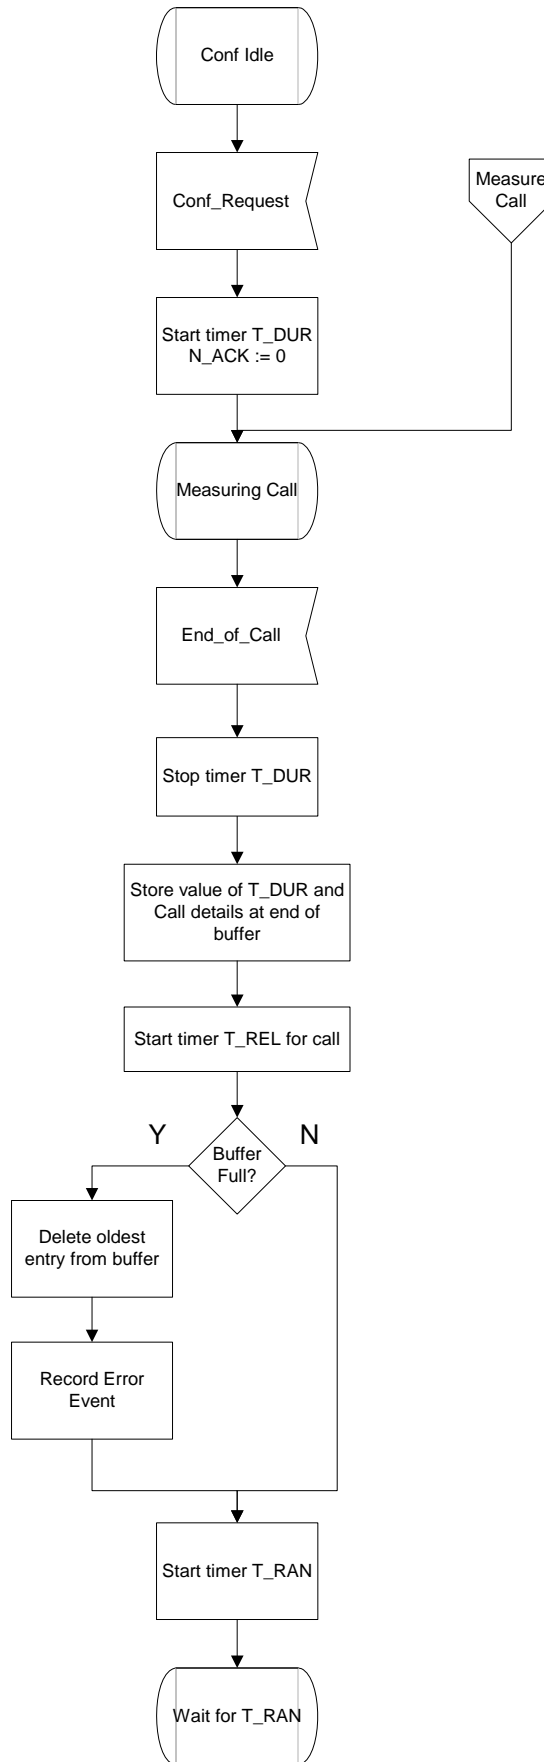 Conf Idle
Conf_Request
Measure
Call
Start timer T_DUR
N_ACK := 0
Measuring Call
End_of_Call
Stop timer T_DUR
Store value of T_DUR and
Call details at end of
buffer
Start timer T_REL for call
Y
N
Buffer
Full?
Delete oldest
entry from buffer
Record Error
Event
Start timer T_RAN
Wait for T_RAN